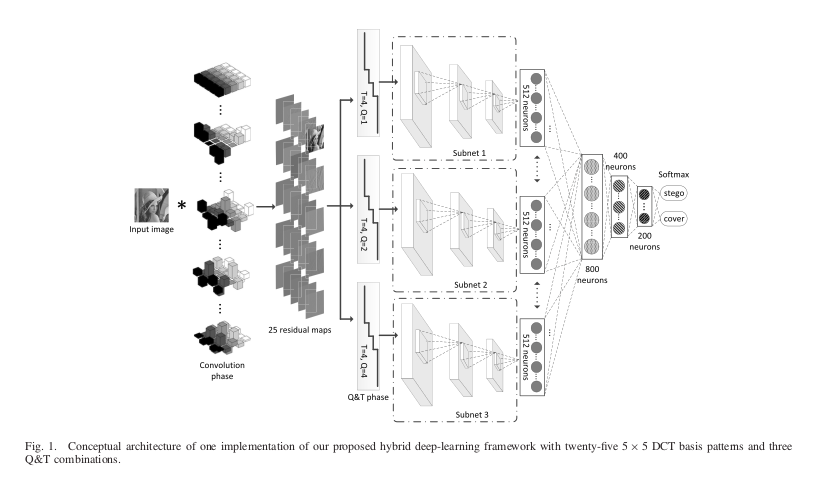 Input image
*
Convolution
phase
25 residual maps
T=4, Q=1
T=4, Q=2
T=4, Q=4
Q&T phase
Subnet 1
Subnet 2
Subnet 3
512 neurons
512 neurons
512 neurons
800
neurons
400
neurons
200
neurons
Softmax
stego
cover
Fig. 1. Conceptual architecture of one implementation of our proposed hybrid deep-learning framework with twenty-five 5 × 5 DCT basis patterns and three
Q&T combinations.